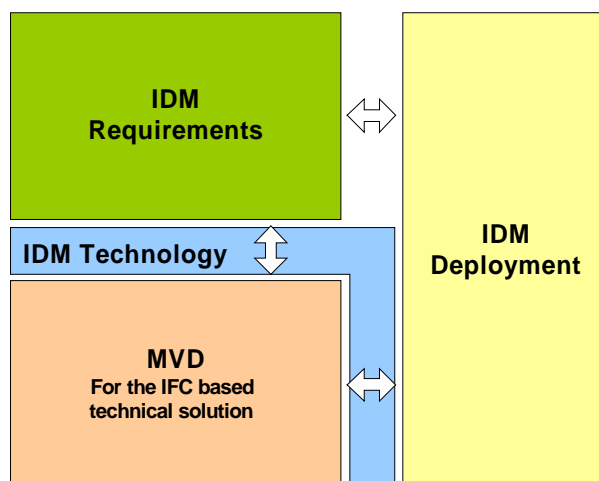 IDM
Requirements
IDM
Deployment
IDM Technology
MVD
For the IFC based
technical solution